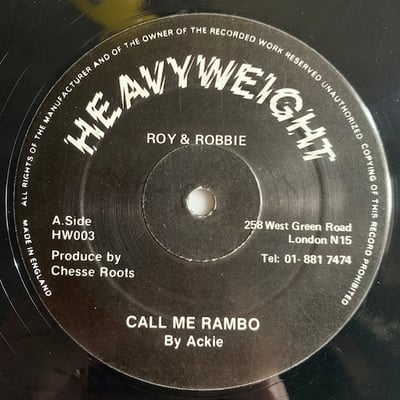 ALL RIGHTS OF THE MANUFACTURER AND OF THE OWNER OF THE RECORDED WORK RESERVED UNAUTHORIZED COPYING OF THIS RECORD PROHIBITED
HEAVYWEIGHT
ROY & ROBBIE
A.Side
HW003
Produce by
Chesse Roots
258 West Green Road
London N15
Tel: 01-881 7474
MADE IN ENGLAND
CALL ME RAMBO
By Ackie